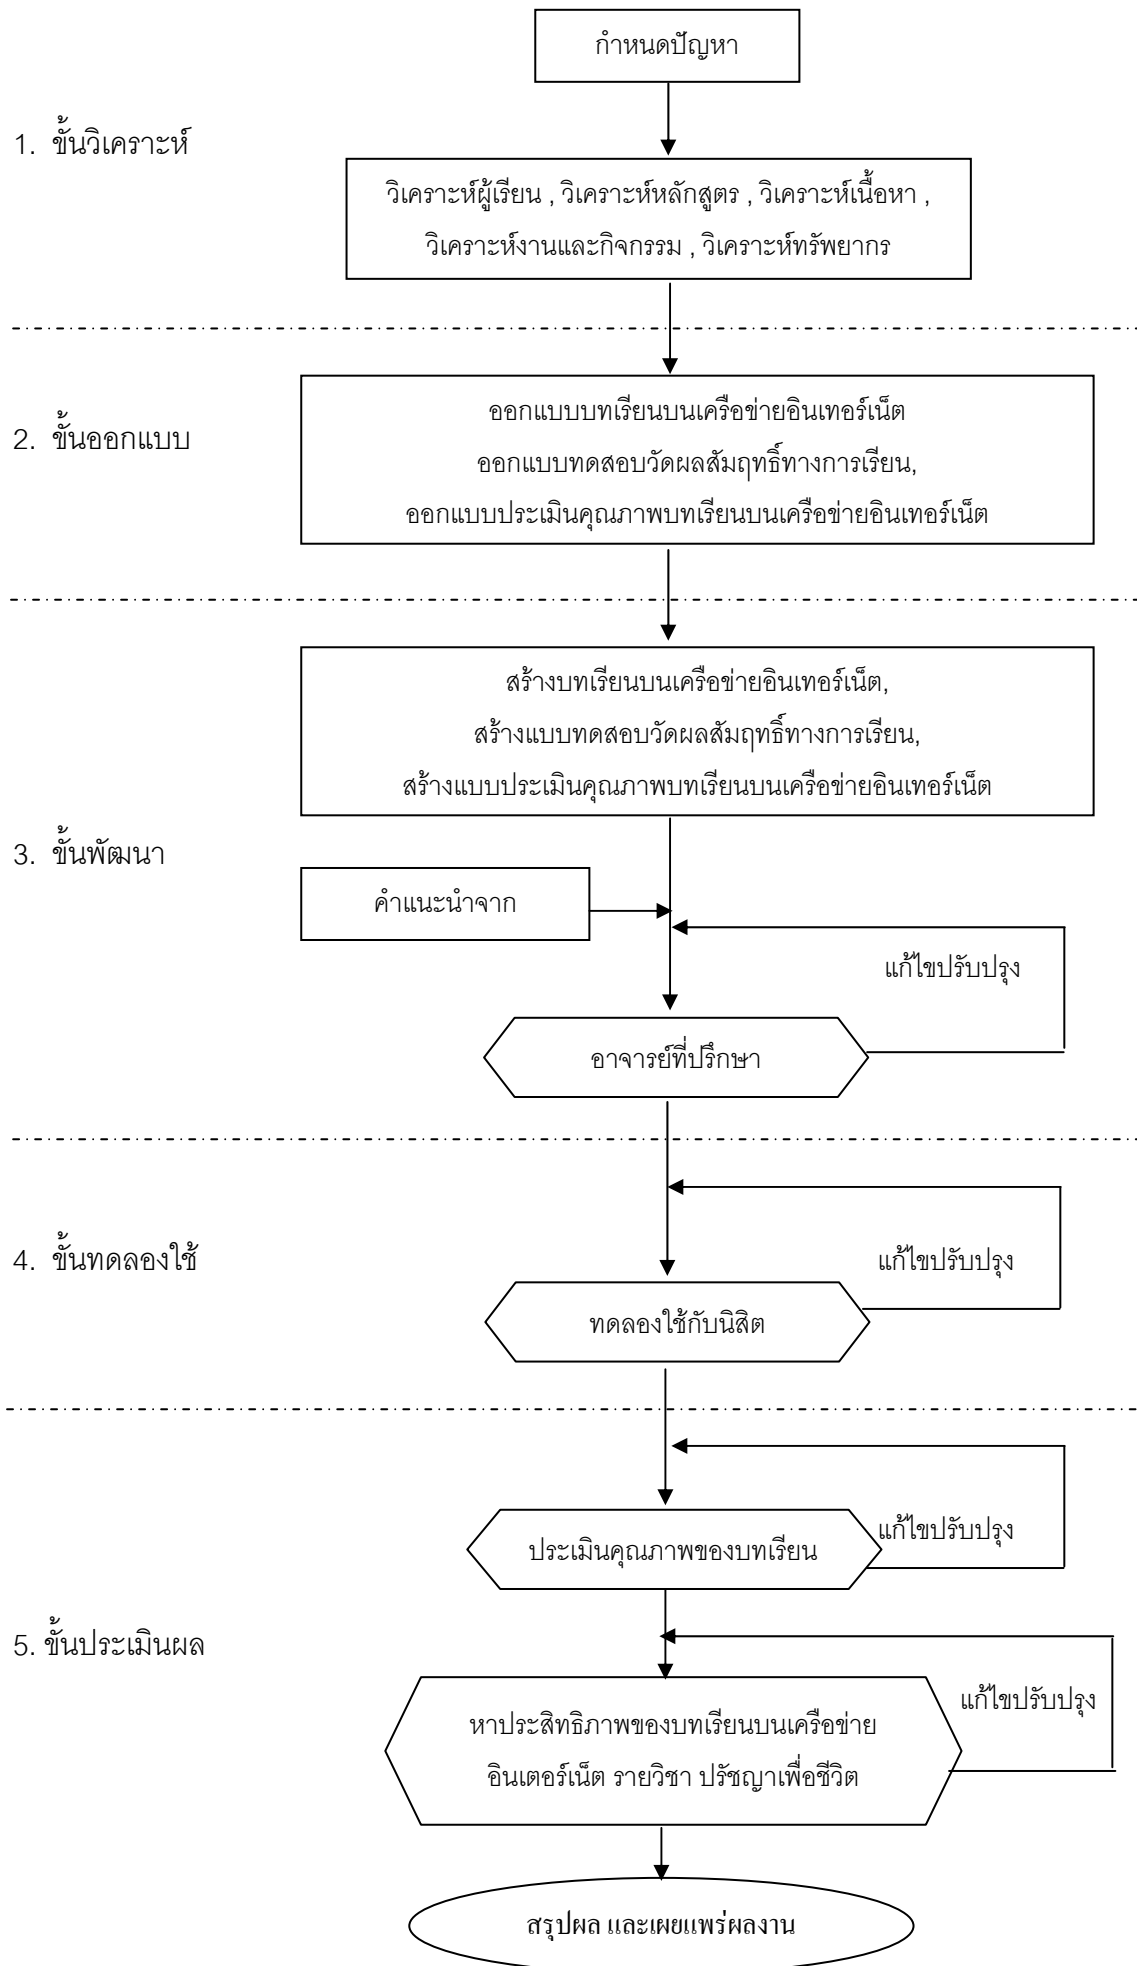 กำหนดปัญหา
1. ขั้นวิเคราะห์
วิเคราะห์ผู้เรียน , วิเคราะห์หลักสูตร , วิเคราะห์เนื้อหา ,
วิเคราะห์งานและกิจกรรม , วิเคราะห์ทรัพยากร
2. ขั้นออกแบบ
ออกแบบบทเรียนบนเครือข่ายอินเทอร์เน็ต
ออกแบบทดสอบวัดผลสัมฤทธิ์ทางการเรียน,
ออกแบบประเมินคุณภาพบทเรียนบนเครือข่ายอินเทอร์เน็ต
สร้างบทเรียนบนเครือข่ายอินเทอร์เน็ต,
สร้างแบบทดสอบวัดผลสัมฤทธิ์ทางการเรียน,
สร้างแบบประเมินคุณภาพบทเรียนบนเครือข่ายอินเทอร์เน็ต
3. ขั้นพัฒนา
คำแนะนำจาก
แก้ไขปรับปรุง
อาจารย์ที่ปรึกษา
4. ขั้นทดลองใช้
แก้ไขปรับปรุง
ทดลองใช้กับนิสิต
แก้ไขปรับปรุง
ประเมินคุณภาพของบทเรียน
5. ขั้นประเมินผล
แก้ไขปรับปรุง
หาประสิทธิภาพของบทเรียนบนเครือข่าย
อินเตอร์เน็ต รายวิชา ปรัชญาเพื่อชีวิต
สรุปผล และเผยแพร่ผลงาน